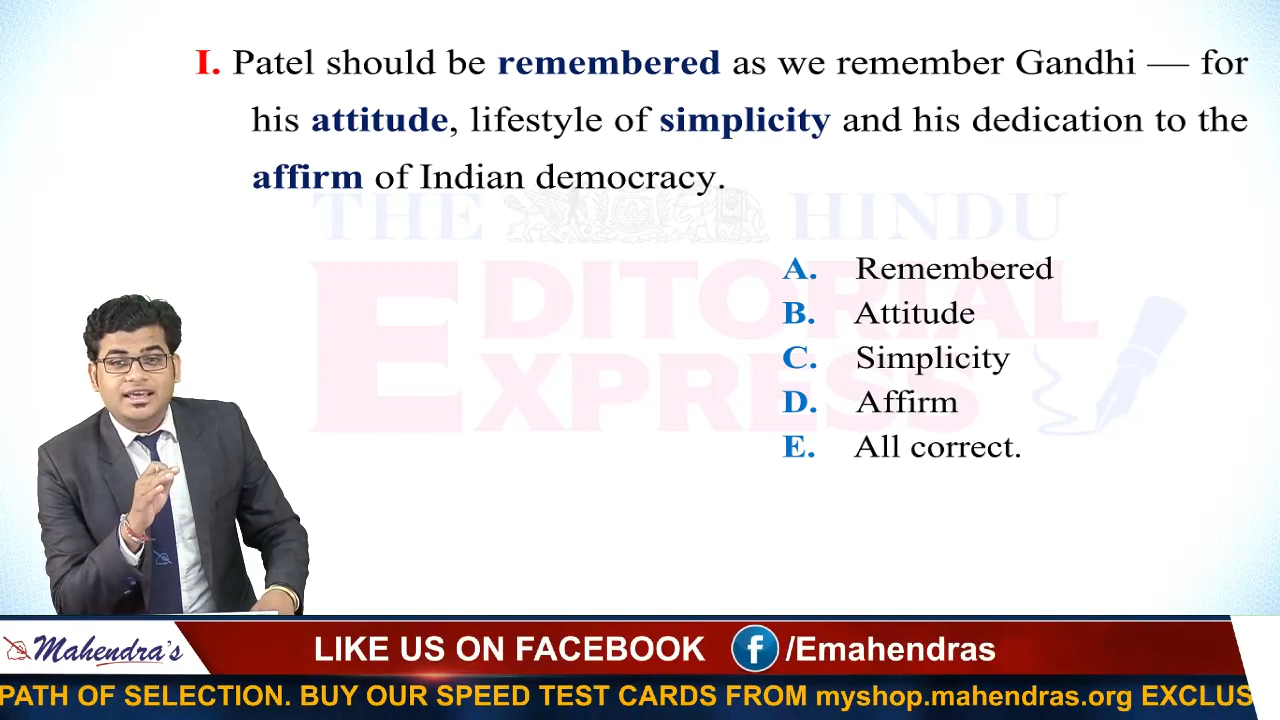 I. Patel should be remembered as we remember Gandhi — for
his attitude, lifestyle of simplicity and his dedication to the
affirm of Indian democracy.
THE HINDU
EDITORIAL
EXPRESS
A. Remembered
B. Attitude
C. Simplicity
D. Affirm
E. All correct.
Mahendra's
LIKE US ON FACEBOOK f /Emahendras
PATH OF SELECTION. BUY OUR SPEED TEST CARDS FROM myshop.mahendras.org EXCLUS